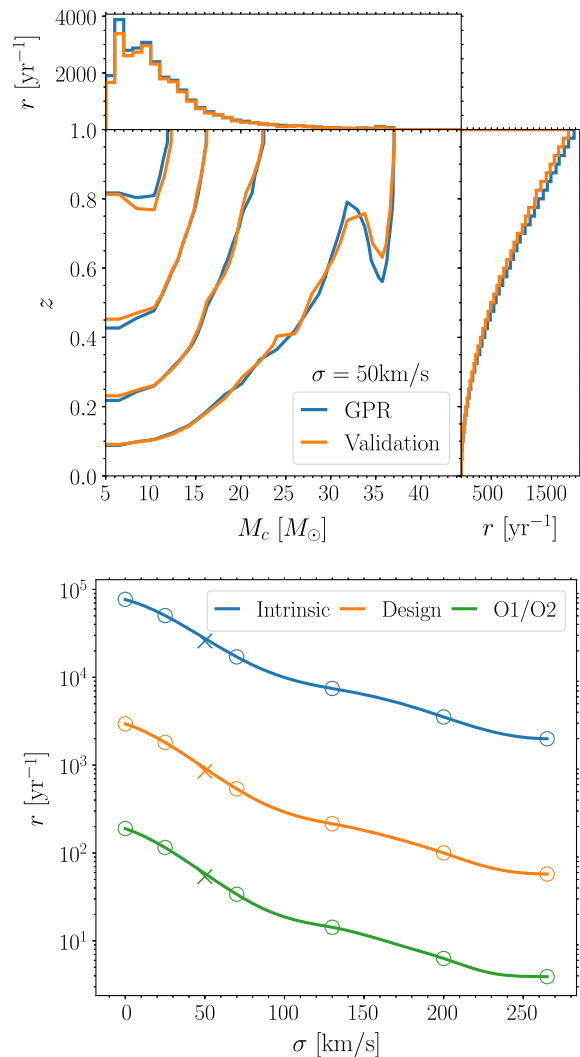 4000
2000
1
r [yr⁻¹]
1.0
0.8
0.6
0.4
0.2
0.0
z
σ = 50km/s
GPR
Validation
5 10 15 20 25 30 35 40
M_c [M_⊙]
500 1500
r [yr⁻¹]
10⁵
10⁴
10³
10²
10¹
r [yr⁻¹]
Intrinsic Design O1/O2
0 50 100 150 200 250
σ [km/s]